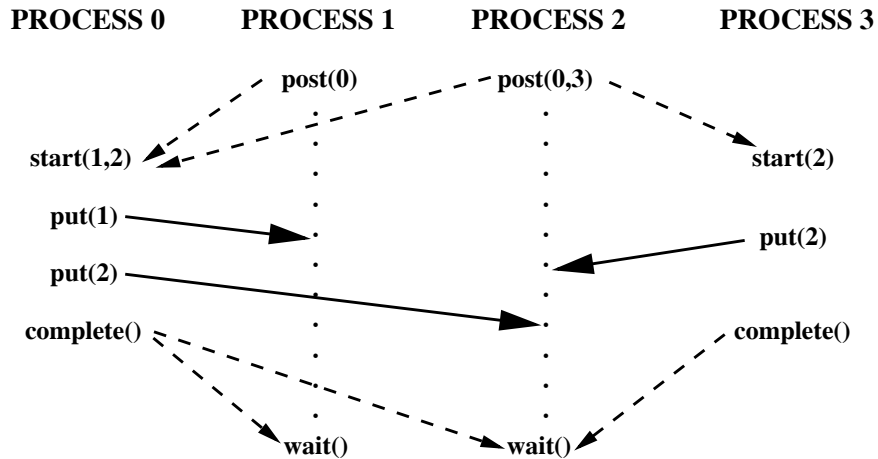 PROCESS 0 PROCESS 1 PROCESS 2 PROCESS 3
post(0) post(0,3)
start(1,2) start(2)
put(1)
put(2)
put(2)
complete() complete()
wait() wait()